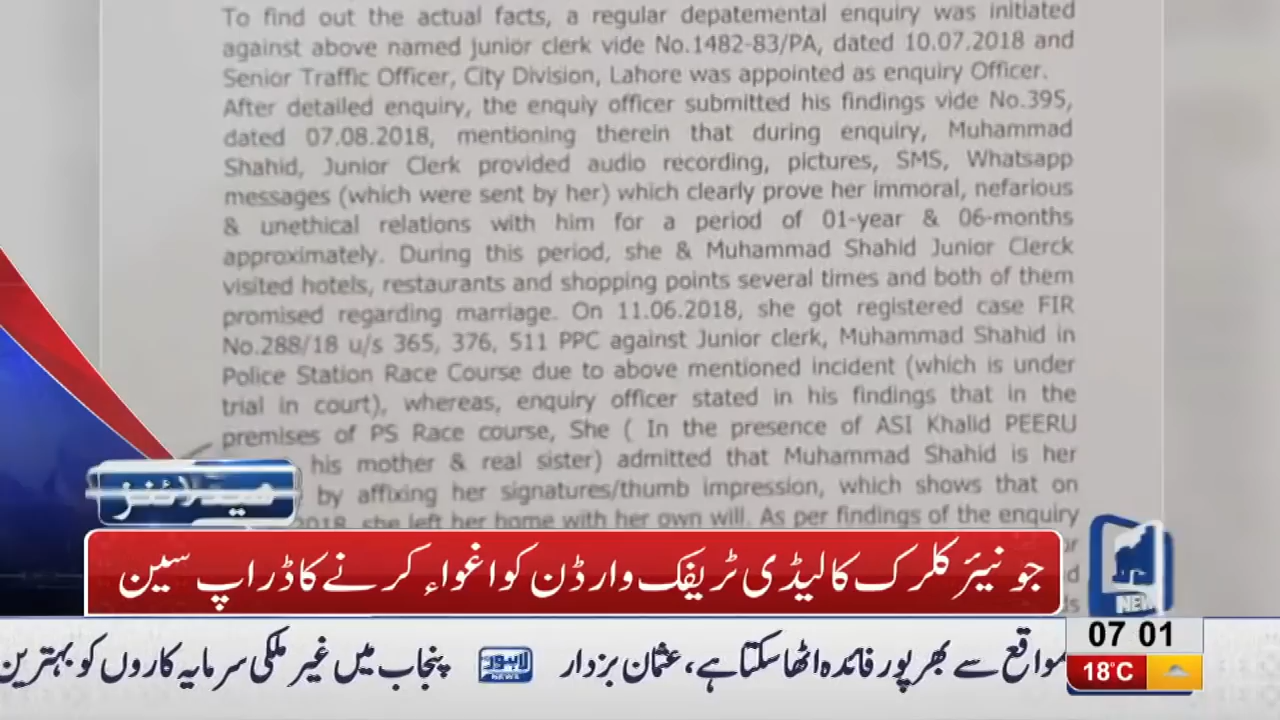 To find out the actual facts, a regular depatemental enquiry was initiated
against above named junior clerk vide No.1482-83/PA, dated 10.07.2018 and
Senior Traffic Officer, City Division, Lahore was appointed as enquiry Officer.
After detailed enquiry, the enquiy officer submitted his findings vide No.395,
dated 07.08.2018, mentioning therein that during enquiry, Muhammad
Shahid, Junior Clerk provided audio recording, pictures, SMS, Whatsapp
messages (which were sent by her) which clearly prove her immoral, nefarious
& unethical relations with him for a period of 01-year & 06-months
approximately. During this period, she & Muhammad Shahid Junior Clerck
visited hotels, restaurants and shopping points several times and both of them
promised regarding marriage. On 11.06.2018, she got registered case FIR
No.288/18 u/s 365, 376, 511 PPC against Junior clerk, Muhammad Shahid in
Police Station Race Course due to above mentioned incident (which is under
trial in court), whereas, enquiry officer stated in his findings that in the
premises of PS Race course, She ( In the presence of ASI Khalid PEERU
his mother & real sister) admitted that Muhammad Shahid is her
by affixing her signatures/thumb impression, which shows that on
2018, she left her home with her own will. As per findings of the enquiry
ہیڈلائنز
جونیئر کلرک کا لیڈی ٹریفک وارڈن کو اغواء کرنے کا ڈراپ سین
NEWS
مواقع سے بھرپور فائدہ اٹھا سکتا ہے، عثمان بزدار
لاہور NEWS
پنجاب میں غیر ملکی سرمایہ کاروں کو بہترین
07 01
18°C